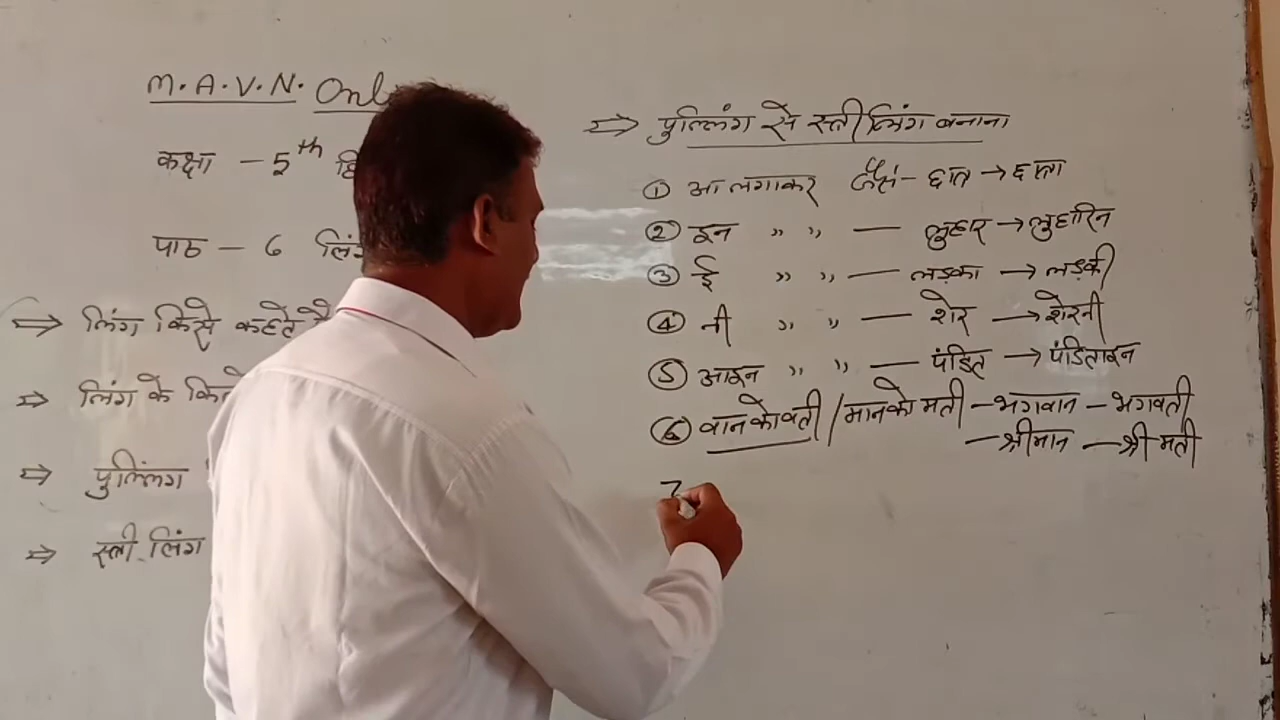 M.A.V.N. Onl
कक्षा - 5th हि
पाठ - 6 लिं
⇒ लिंग किसे कहते है
⇒ लिंग के कित
⇒ पुल्लिंग
⇒ स्त्री लिंग
⇒ पुल्लिंग से स्त्री लिंग बनाना
① आ लगाकर जैसे- छात्र → छात्रा
② इन " " — लुहार → लुहारिन
③ ई " " — लड़का → लड़की
④ नी " " — शेर → शेरनी
⑤ आइन " " — पंडित → पंडिताइन
⑥ वान को वती / मान को मती - भगवान - भगवती
- श्रीमान - श्री मती
7